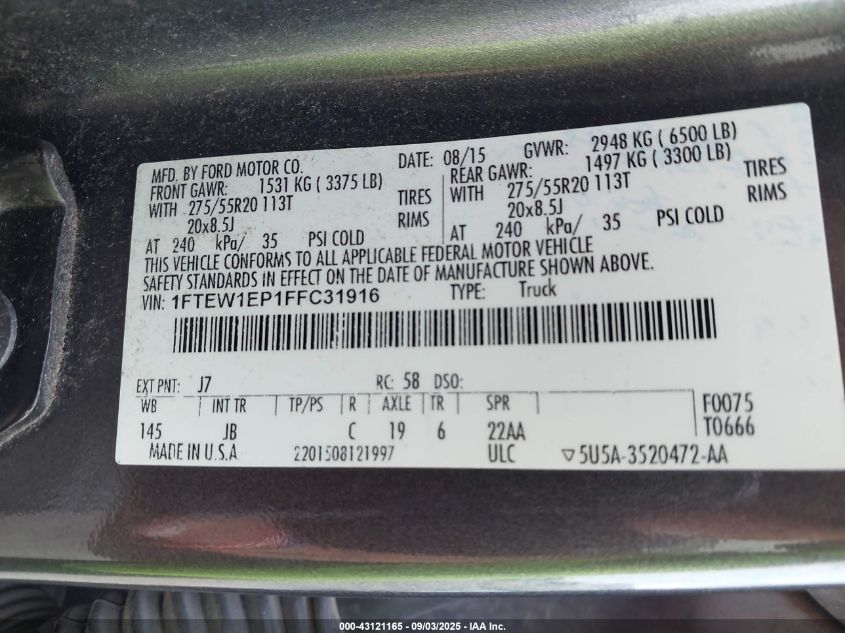 MFD. BY FORD MOTOR CO. DATE: 08/15 GVWR: 2948 KG ( 6500 LB)
FRONT GAWR: 1531 KG ( 3375 LB) REAR GAWR: 1497 KG ( 3300 LB)
WITH 275/55R20 113T TIRES WITH 275/55R20 113T TIRES
20x8.5J RIMS 20x8.5J RIMS
AT 240 kPa/ 35 PSI COLD AT 240 kPa/ 35 PSI COLD
THIS VEHICLE CONFORMS TO ALL APPLICABLE FEDERAL MOTOR VEHICLE
SAFETY STANDARDS IN EFFECT ON THE DATE OF MANUFACTURE SHOWN ABOVE.
VIN: 1FTEW1EP1FFC31916 TYPE: Truck
EXT PNT: J7 RC: 58 DSO:
WB INT TR TP/PS R AXLE TR SPR F0075
145 JB C 19 6 22AA T0666
MADE IN U.S.A 2201508121997 ULC ▽5U5A-3520472-AA
000-43121165 - 09/03/2025 - IAA Inc.